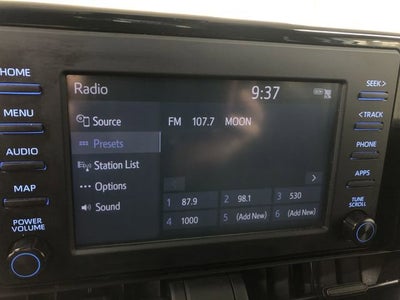 HOME
MENU
AUDIO
MAP
POWER
VOLUME
Radio 9:37
Source
Presets
Station List
Options
Sound
FM 107.7 MOON
1 87.9 2 98.1 3 530
4 1000 5 (Add New) 6 (Add New)
SEEK >
< TRACK
PHONE
APPS
TUNE
SCROLL